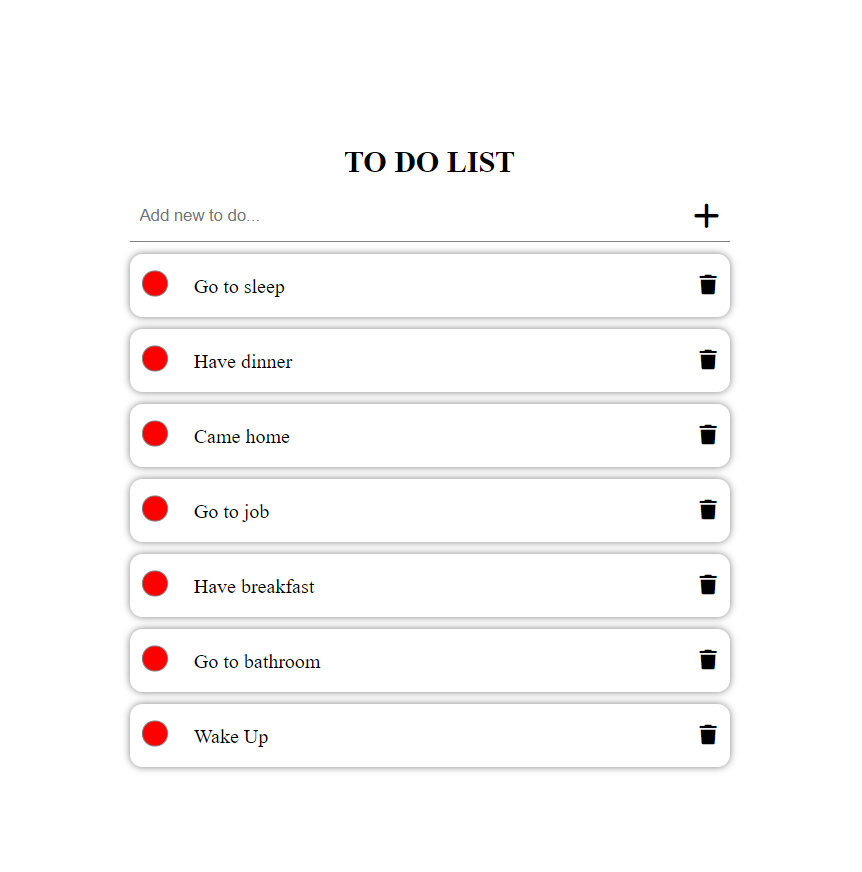 TO DO LIST
Add new to do...
Go to sleep
Have dinner
Came home
Go to job
Have breakfast
Go to bathroom
Wake Up